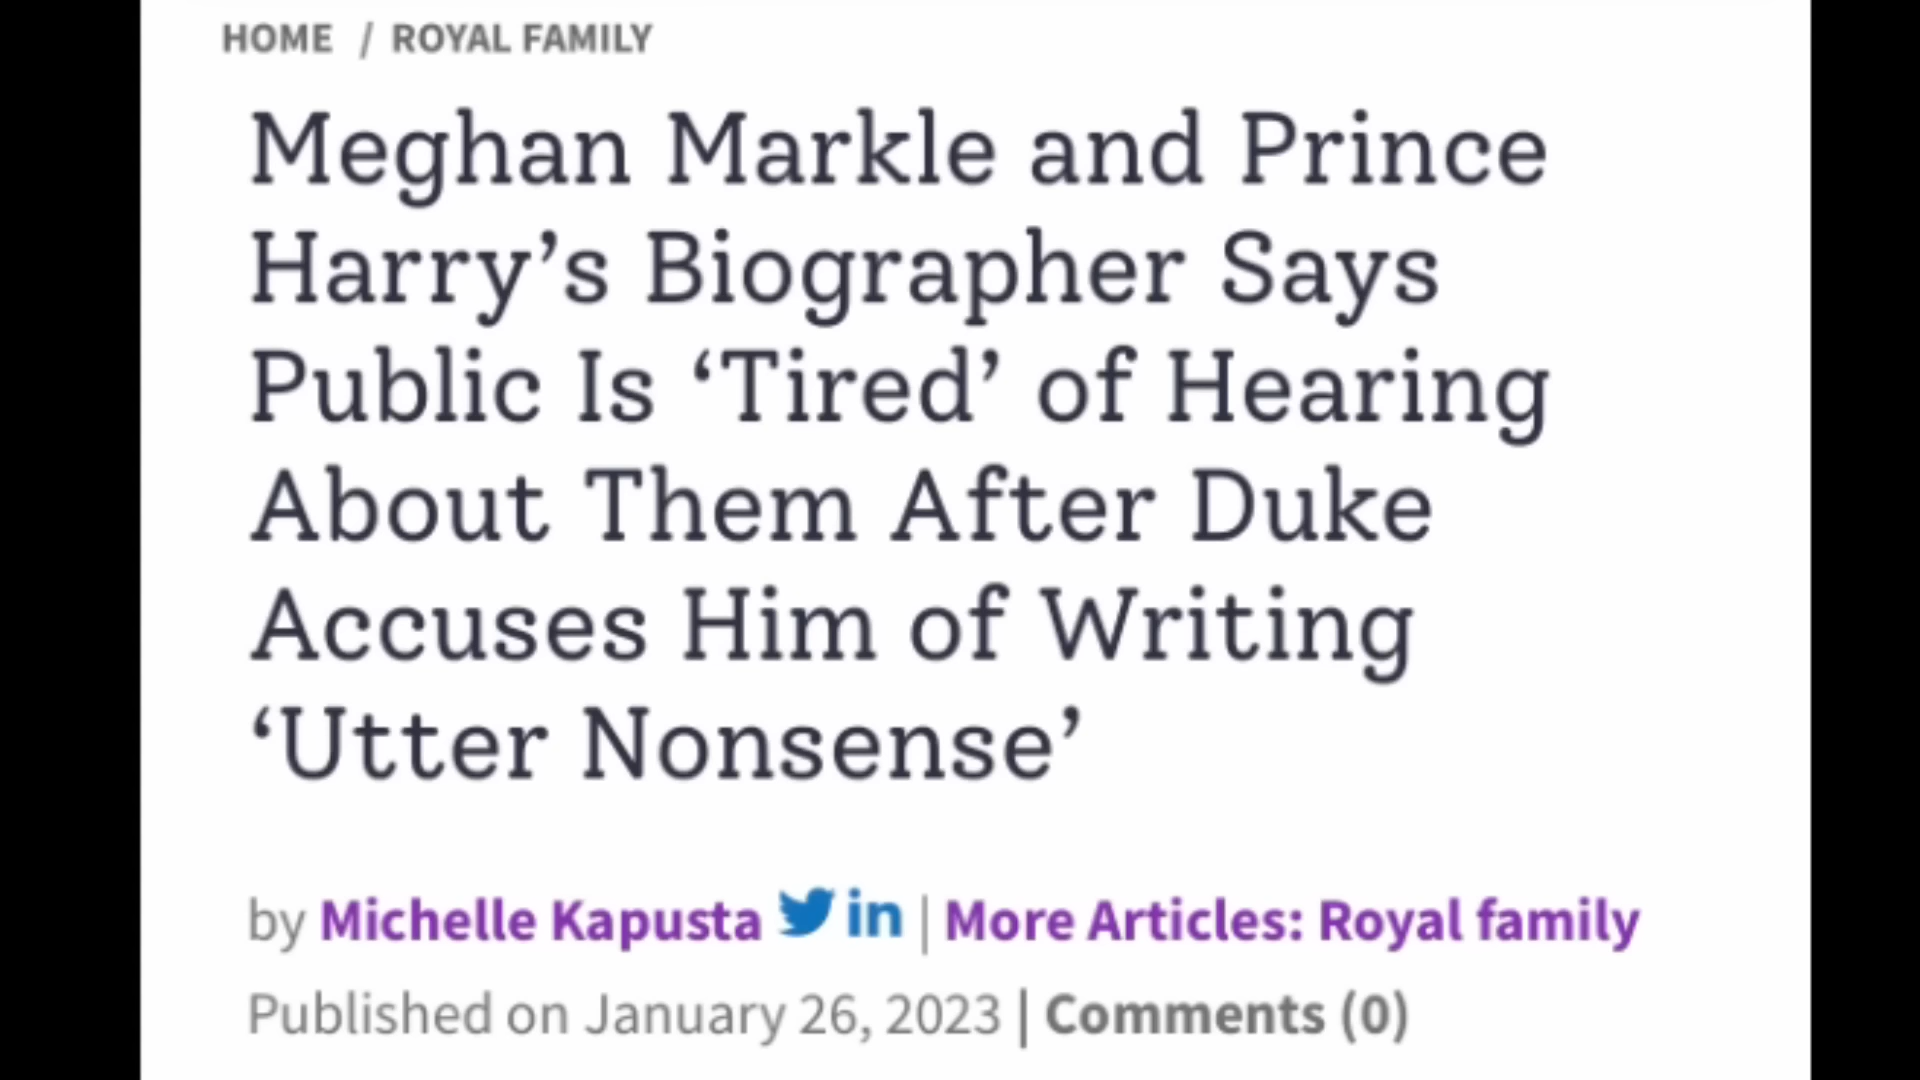 HOME / ROYAL FAMILY
Meghan Markle and Prince
Harry’s Biographer Says
Public Is ‘Tired’ of Hearing
About Them After Duke
Accuses Him of Writing
‘Utter Nonsense’
by Michelle Kapusta in | More Articles: Royal family
Published on January 26, 2023 | Comments (0)